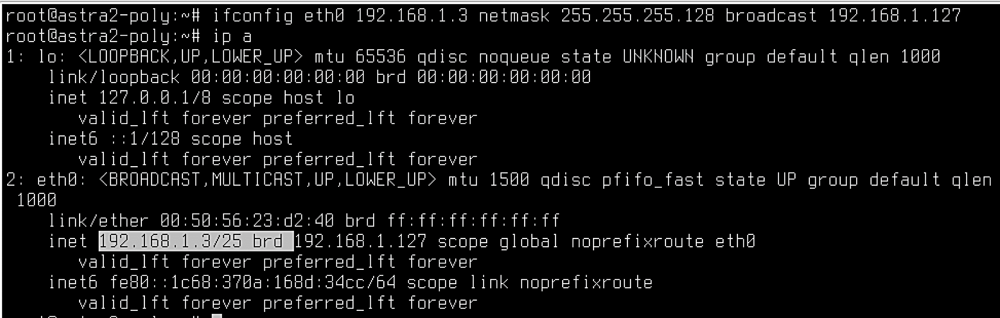 root@astra2-poly:~# ifconfig eth0 192.168.1.3 netmask 255.255.255.128 broadcast 192.168.1.127
root@astra2-poly:~# ip a
1: lo: <LOOPBACK,UP,LOWER_UP> mtu 65536 qdisc noqueue state UNKNOWN group default qlen 1000
    link/loopback 00:00:00:00:00:00 brd 00:00:00:00:00:00
    inet 127.0.0.1/8 scope host lo
       valid_lft forever preferred_lft forever
    inet6 ::1/128 scope host
       valid_lft forever preferred_lft forever
2: eth0: <BROADCAST,MULTICAST,UP,LOWER_UP> mtu 1500 qdisc pfifo_fast state UP group default qlen
 1000
    link/ether 00:50:56:23:d2:40 brd ff:ff:ff:ff:ff:ff
    inet 192.168.1.3/25 brd 192.168.1.127 scope global noprefixroute eth0
       valid_lft forever preferred_lft forever
    inet6 fe80::1c68:370a:168d:34cc/64 scope link noprefixroute
       valid_lft forever preferred_lft forever